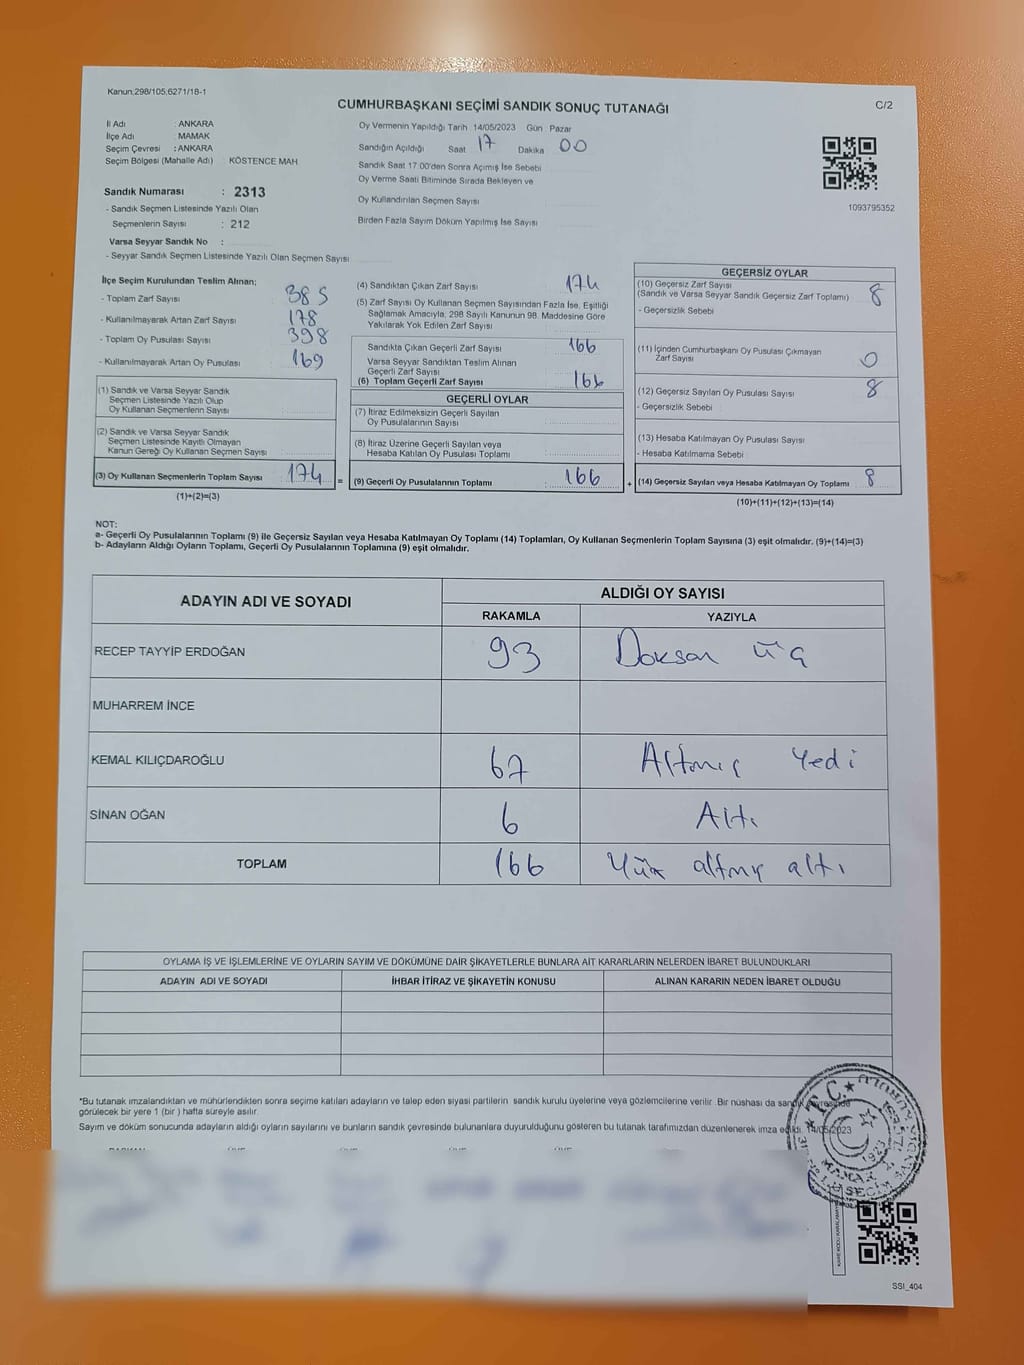 Kanun:298/105,6271/18-1
CUMHURBAŞKANI SEÇİMİ SANDIK SONUÇ TUTANAĞI
C/2
İl Adı : ANKARA
İlçe Adı : MAMAK
Seçim Çevresi : ANKARA
Seçim Bölgesi (Mahalle Adı) : KÖSTENCE MAH
Sandık Numarası : 2313
- Sandık Seçmen Listesinde Yazılı Olan
Seçmenlerin Sayısı : 212
Varsa Seyyar Sandık No :
- Seyyar Sandık Seçmen Listesinde Yazılı Olan Seçmen Sayısı
Oy Vermenin Yapıldığı Tarih 14/05/2023 Gün Pazar
Sandığın Açıldığı Saat 17 Dakika 00
Sandık Saat 17:00'den Sonra Açımış İse Sebebi
Oy Verme Saati Bitiminde Sırada Bekleyen ve
Oy Kullandırılan Seçmen Sayısı
Birden Fazla Sayım Döküm Yapılmış İse Sayısı
1093795352
İlçe Seçim Kurulundan Teslim Alınan;
- Toplam Zarf Sayısı 385
- Kullanılmayarak Artan Zarf Sayısı 178
- Toplam Oy Pusulası Sayısı 398
- Kullanılmayarak Artan Oy Pusulası 169
(1) Sandık ve Varsa Seyyar Sandık
Seçmen Listesinde Yazılı Olup
Oy Kullanan Seçmenlerin Sayısı
(2) Sandık ve Varsa Seyyar Sandık
Seçmen Listesinde Kayıtlı Olmayan
Kanun Gereği Oy Kullanan Seçmen Sayısı
(3) Oy Kullanan Seçmenlerin Toplam Sayısı 174 =
(1)+(2)=(3)
(4) Sandıktan Çıkan Zarf Sayısı 174
(5) Zarf Sayısı Oy Kullanan Seçmen Sayısından Fazla İse, Eşitliği
Sağlamak Amacıyla, 298 Sayılı Kanunun 98. Maddesine Göre
Yakılarak Yok Edilen Zarf Sayısı
Sandıkta Çıkan Geçerli Zarf Sayısı 166
Varsa Seyyar Sandıktan Teslim Alınan
Geçerli Zarf Sayısı
(6) Toplam Geçerli Zarf Sayısı 166
GEÇERLİ OYLAR
(7) İtiraz Edilmeksizin Geçerli Sayılan
Oy Pusulalarının Sayısı
(8) İtiraz Üzerine Geçerli Sayılan veya
Hesaba Katılan Oy Pusulası Toplamı
(9) Geçerli Oy Pusulalarının Toplamı : 166 +
GEÇERSİZ OYLAR
(10) Geçersiz Zarf Sayısı 8
(Sandık ve Varsa Seyyar Sandık Geçersiz Zarf Toplamı)
- Geçersizlik Sebebi
(11) İçinden Cumhurbaşkanı Oy Pusulası Çıkmayan
Zarf Sayısı 0
(12) Geçersiz Sayılan Oy Pusulası Sayısı 8
- Geçersizlik Sebebi
(13) Hesaba Katılmayan Oy Pusulası Sayısı
- Hesaba Katılmama Sebebi
(14) Geçersiz Sayılan veya Hesaba Katılmayan Oy Toplamı 8
(10)+(11)+(12)+(13)=(14)
NOT:
a- Geçerli Oy Pusulalarının Toplamı (9) ile Geçersiz Sayılan veya Hesaba Katılmayan Oy Toplamı (14) Toplamları, Oy Kullanan Seçmenlerin Toplam Sayısına (3) eşit olmalıdır. (9)+(14)=(3)
b- Adayların Aldığı Oyların Toplamı, Geçerli Oy Pusulalarının Toplamına (9) eşit olmalıdır.
ADAYIN ADI VE SOYADI
ALDIĞI OY SAYISI
RAKAMLA YAZIYLA
RECEP TAYYİP ERDOĞAN 93 Doksan üç
MUHARREM İNCE
KEMAL KILIÇDAROĞLU 67 Altmış Yedi
SİNAN OĞAN 6 Altı
TOPLAM 166 Yüz altmış altı
OYLAMA İŞ VE İŞLEMLERİNE VE OYLARIN SAYIM VE DÖKÜMÜNE DAİR ŞİKAYETLERLE BUNLARA AİT KARARLARIN NELERDEN İBARET BULUNDUKLARI
ADAYIN ADI VE SOYADI İHBAR İTİRAZ VE ŞİKAYETİN KONUSU ALINAN KARARIN NEDEN İBARET OLDUĞU
*Bu tutanak imzalandıktan ve mühürlendikten sonra seçime katılan adayların ve talep eden siyasi partilerin sandık kurulu üyelerine veya gözlemcilerine verilir. Bir nüshası da sandık çevresinde
görülecek bir yere 1 (bir ) hafta süreyle asılır.
Sayım ve döküm sonucunda adayların aldığı oyların sayılarını ve bunların sandık çevresinde bulunanlara duyurulduğunu gösteren bu tutanak tarafımızdan düzenlenerek imza edildi. 14/05/2023
T.C.
1923
MAMAK
SSI_404